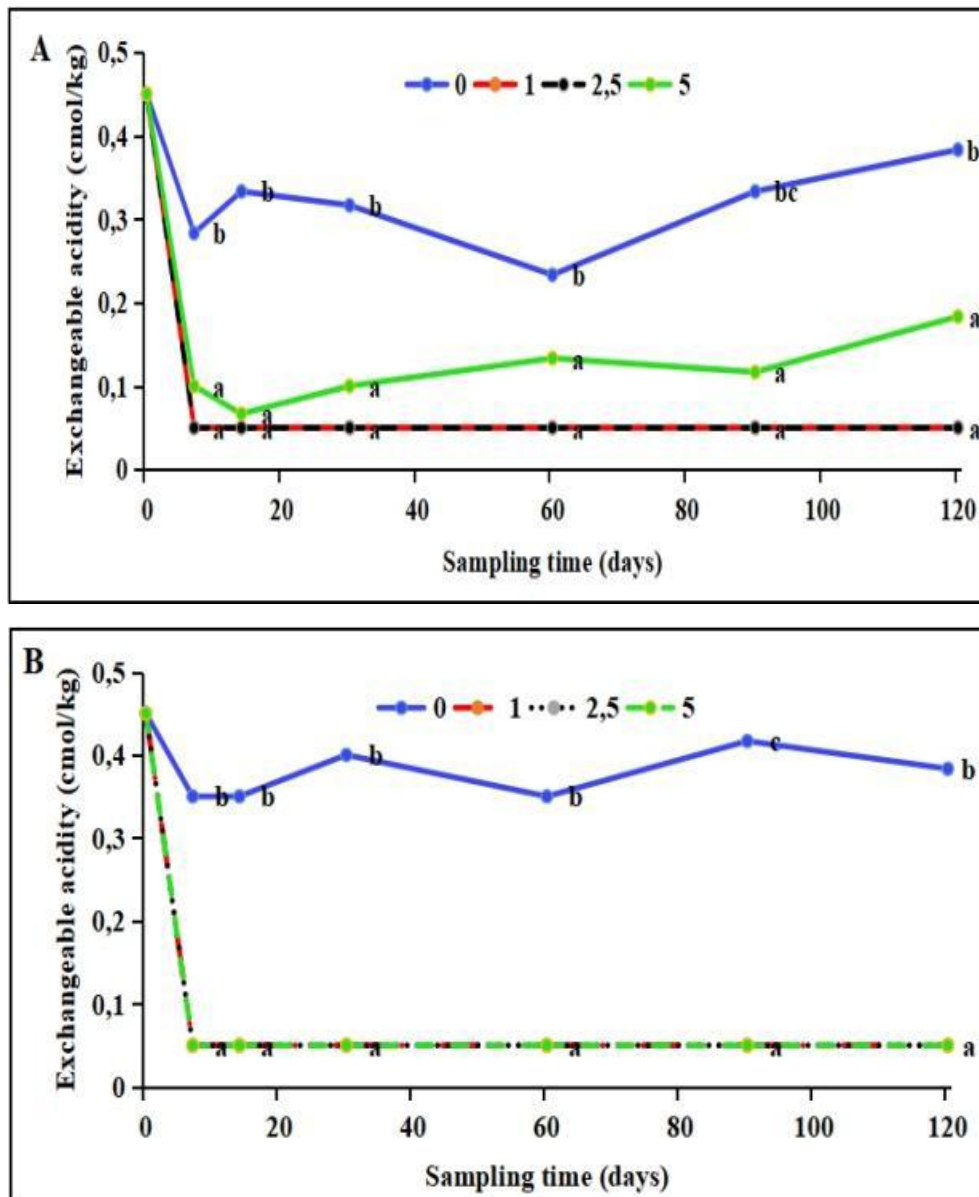 A
Exchangeable acidity (cmol/kg)
0,5
0,4
0,3
0,2
0,1
0
0 1 2,5 5
b
b
b
b
bc
b
a
a
a
a
a
a
a
a
a
a
a
a
0 20 40 60 80 100 120
Sampling time (days)
B
Exchangeable acidity (cmol/kg)
0,5
0,4
0,3
0,2
0,1
0
0 1 2,5 5
b
b
b
b
c
b
a
a
a
a
a
a
0 20 40 60 80 100 120
Sampling time (days)